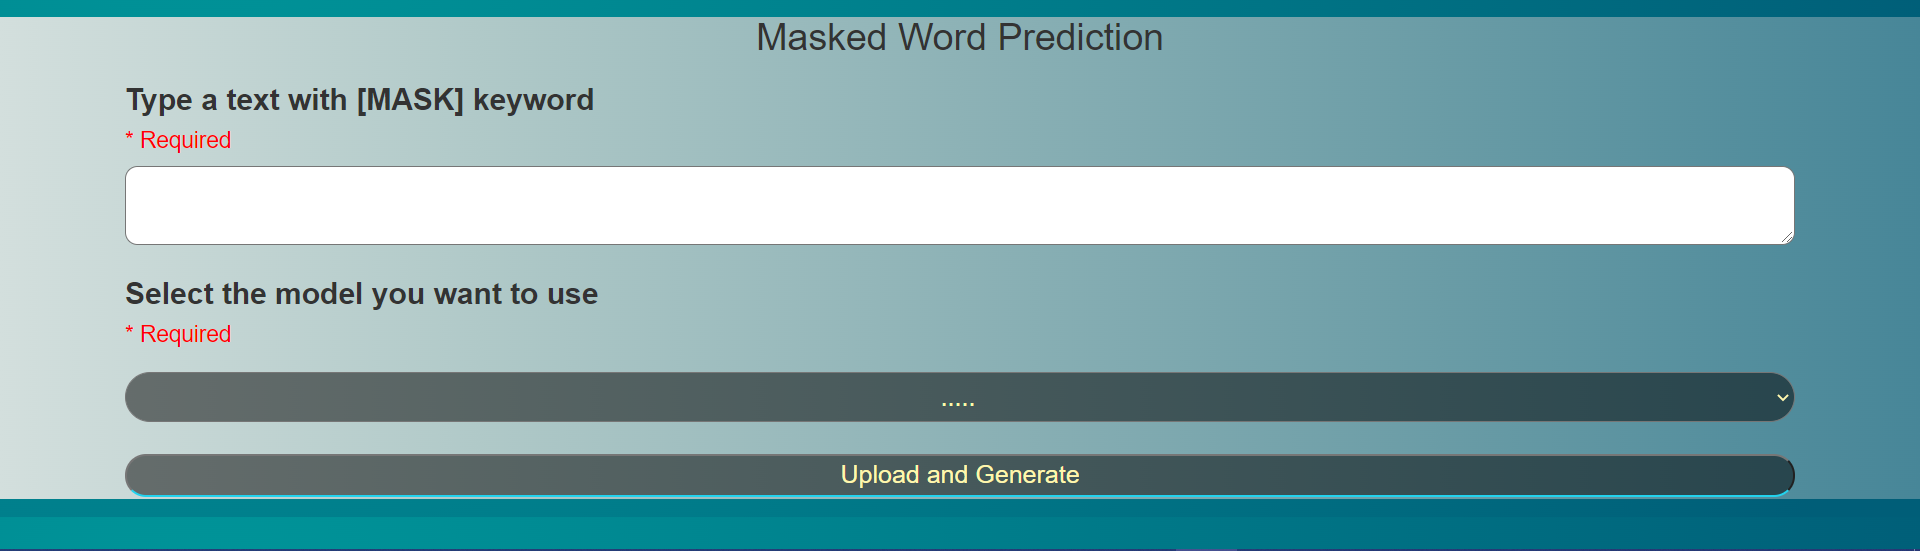 Masked Word Prediction
Type a text with [MASK] keyword
* Required
Select the model you want to use
* Required
.....
Upload and Generate